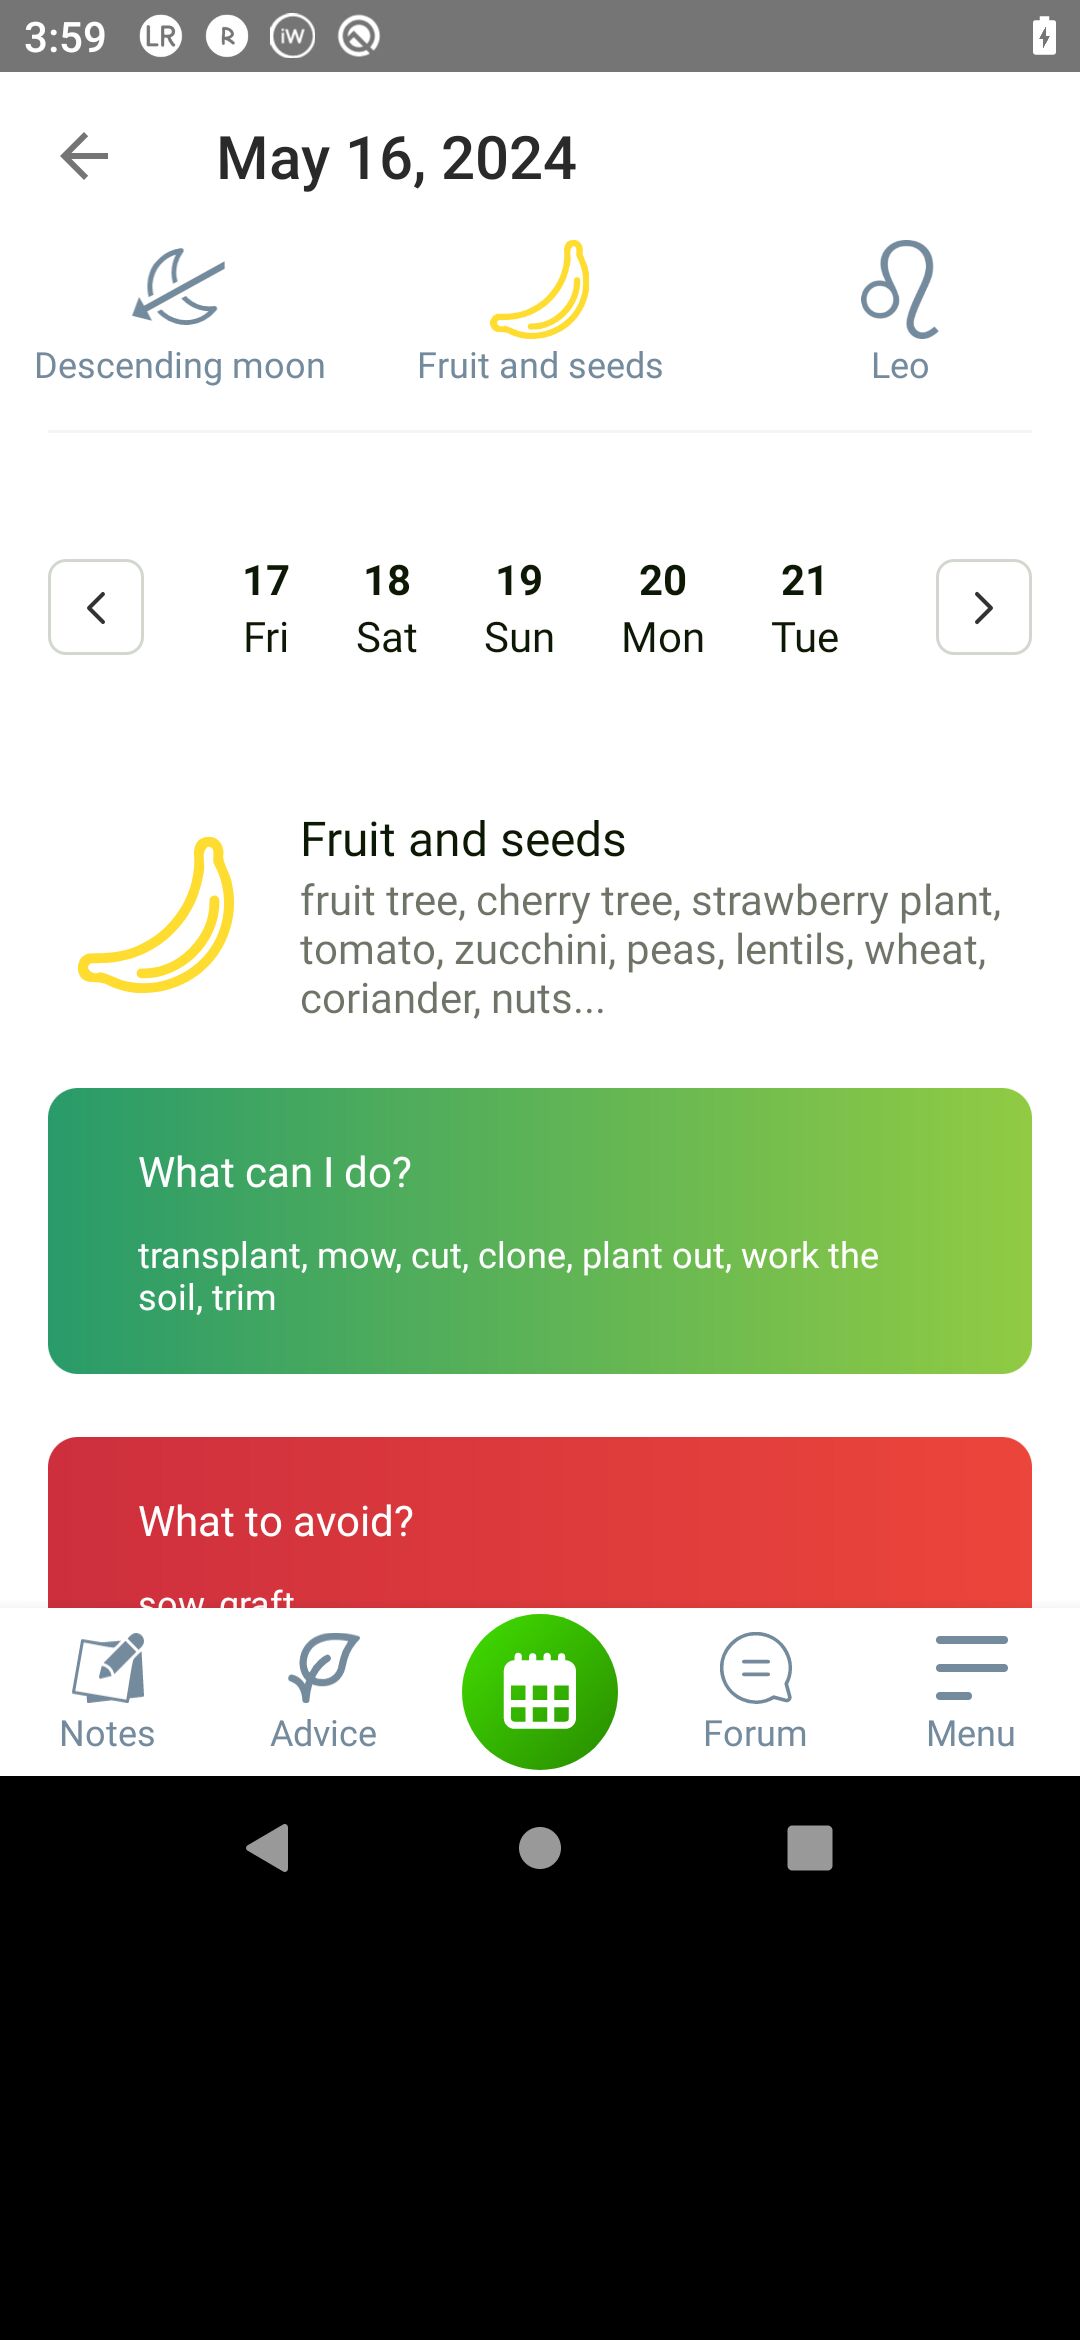 3:59 LR R iW
May 16, 2024
Descending moon Fruit and seeds Leo
17 18 19 20 21
Fri Sat Sun Mon Tue
Fruit and seeds
fruit tree, cherry tree, strawberry plant,
tomato, zucchini, peas, lentils, wheat,
coriander, nuts...
What can I do?
transplant, mow, cut, clone, plant out, work the
soil, trim
What to avoid?
sow, graft
Notes Advice Forum Menu